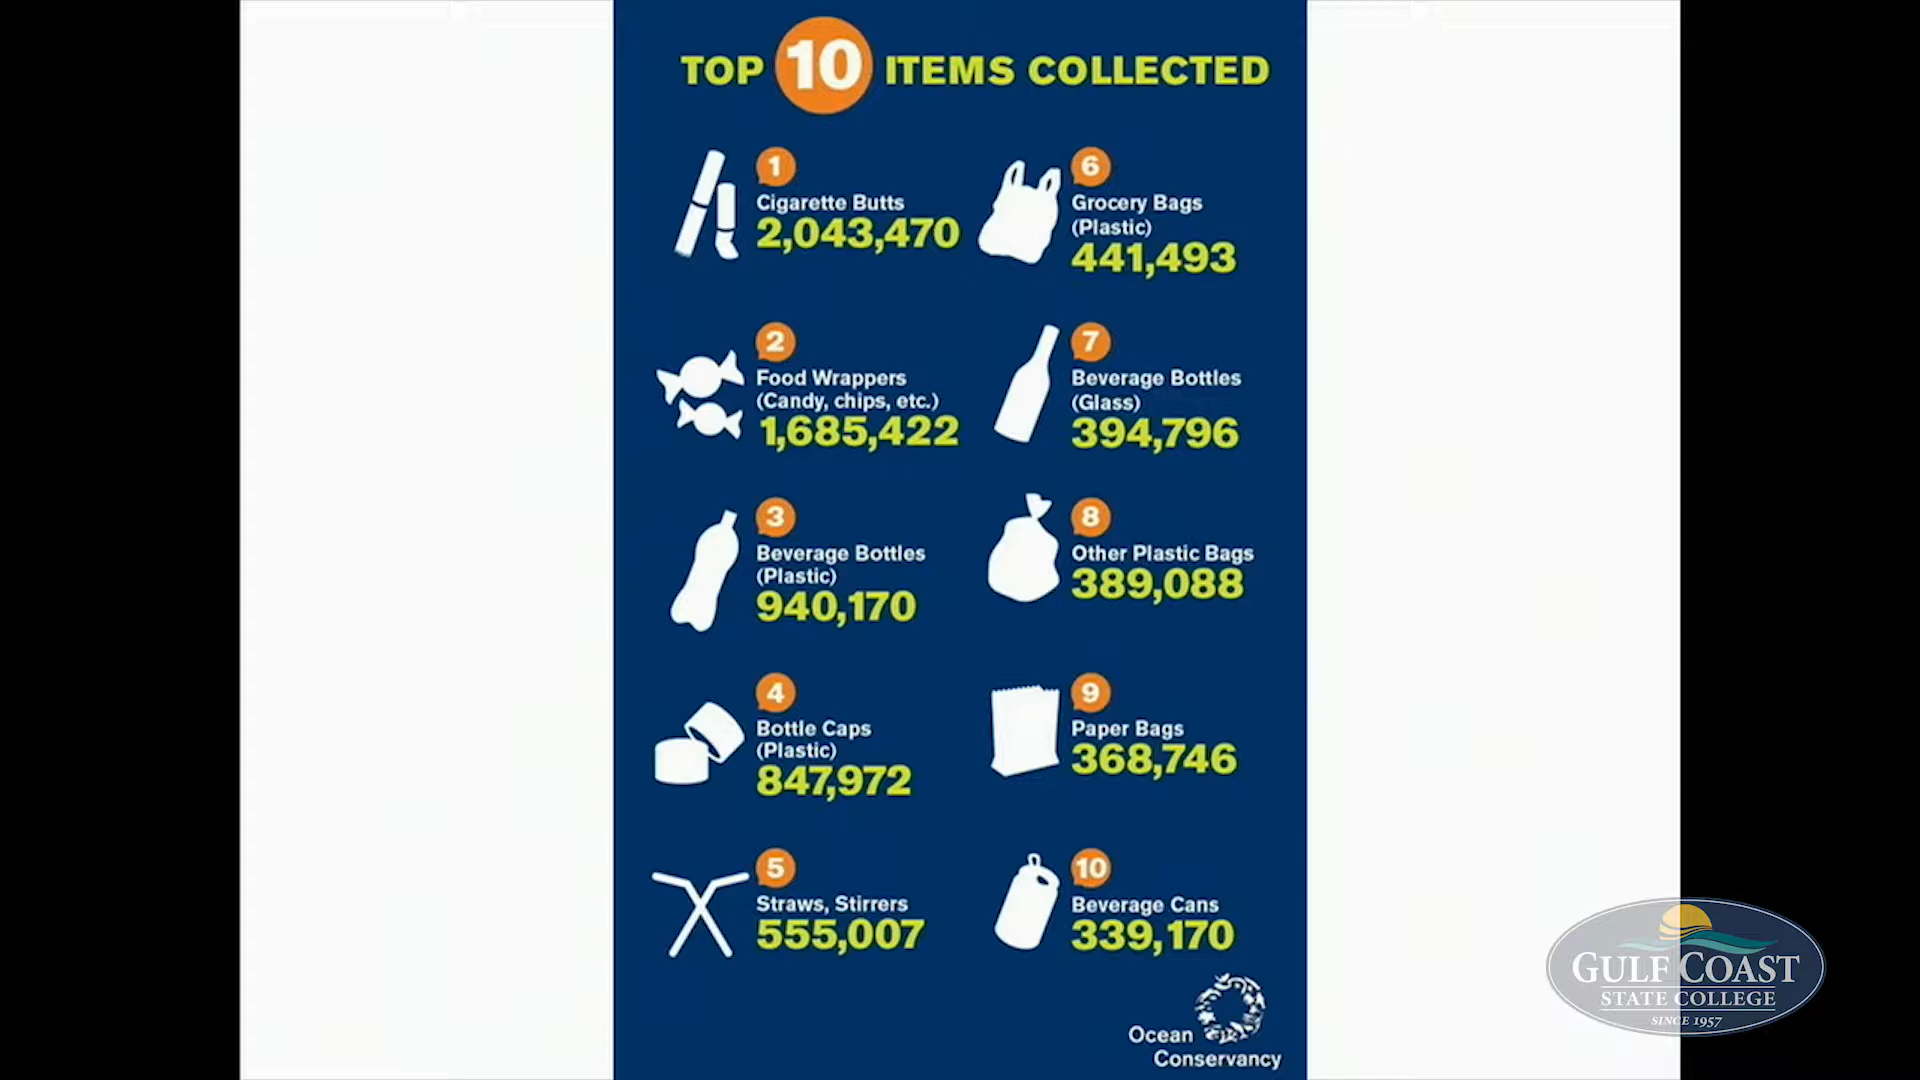 TOP 10 ITEMS COLLECTED
1
Cigarette Butts
2,043,470
2
Food Wrappers
(Candy, chips, etc.)
1,685,422
3
Beverage Bottles
(Plastic)
940,170
4
Bottle Caps
(Plastic)
847,972
5
Straws, Stirrers
555,007
6
Grocery Bags
(Plastic)
441,493
7
Beverage Bottles
(Glass)
394,796
8
Other Plastic Bags
389,088
9
Paper Bags
368,746
10
Beverage Cans
339,170
Ocean
Conservancy
GULF COAST
STATE COLLEGE
SINCE 1957